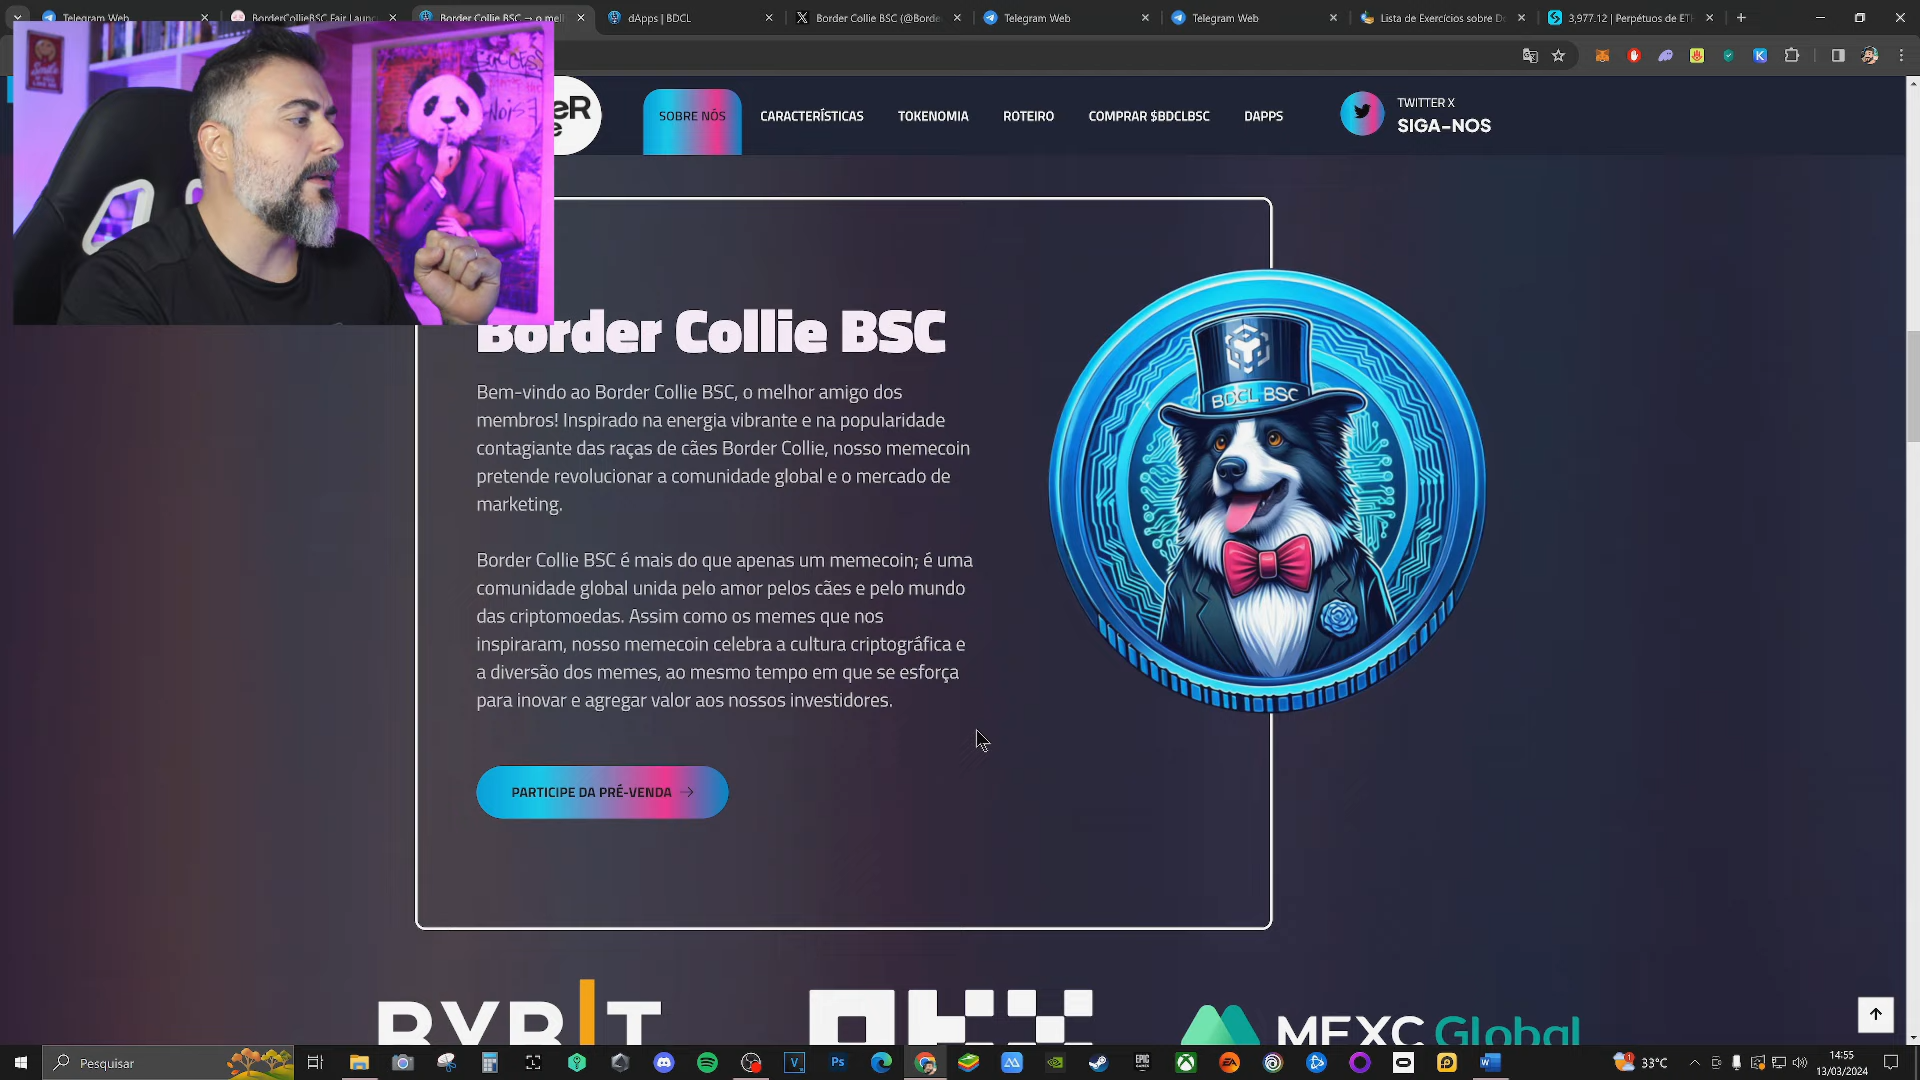 Telegram Web
BorderCollieBSC Fair Launc
Border Collie BSC → o melh
dApps | BDCL
Border Collie BSC (@Borde
Telegram Web
Telegram Web
Lista de Exercícios sobre Do
3,977.12 | Perpétuos de ETH
SOBRE NÓS
CARACTERÍSTICAS
TOKENOMIA
ROTEIRO
COMPRAR $BDCLBSC
DAPPS
TWITTER X
SIGA-NOS
Border Collie BSC
Bem-vindo ao Border Collie BSC, o melhor amigo dos
membros! Inspirado na energia vibrante e na popularidade
contagiante das raças de cães Border Collie, nosso memecoin
pretende revolucionar a comunidade global e o mercado de
marketing.
Border Collie BSC é mais do que apenas um memecoin; é uma
comunidade global unida pelo amor pelos cães e pelo mundo
das criptomoedas. Assim como os memes que nos
inspiraram, nosso memecoin celebra a cultura criptográfica e
a diversão dos memes, ao mesmo tempo em que se esforça
para inovar e agregar valor aos nossos investidores.
PARTICIPE DA PRÉ-VENDA
BDCL BSC
BYBIT
OKX
MEXC Global
Pesquisar
33°C
14:55
13/03/2024